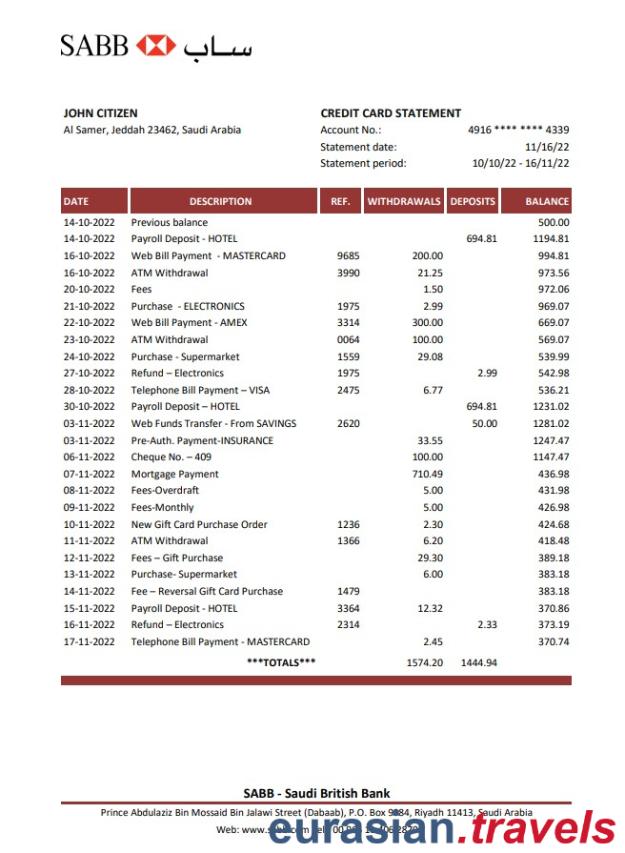 SABB ساب
JOHN CITIZEN
Al Samer, Jeddah 23462, Saudi Arabia
CREDIT CARD STATEMENT
Account No.: 4916 **** **** 4339
Statement date: 11/16/22
Statement period: 10/10/22 - 16/11/22
DATE DESCRIPTION REF. WITHDRAWALS DEPOSITS BALANCE
14-10-2022 Previous balance 500.00
14-10-2022 Payroll Deposit - HOTEL 694.81 1194.81
16-10-2022 Web Bill Payment - MASTERCARD 9685 200.00 994.81
16-10-2022 ATM Withdrawal 3990 21.25 973.56
20-10-2022 Fees 1.50 972.06
21-10-2022 Purchase - ELECTRONICS 1975 2.99 969.07
22-10-2022 Web Bill Payment - AMEX 3314 300.00 669.07
23-10-2022 ATM Withdrawal 0064 100.00 569.07
24-10-2022 Purchase - Supermarket 1559 29.08 539.99
27-10-2022 Refund – Electronics 1975 2.99 542.98
28-10-2022 Telephone Bill Payment – VISA 2475 6.77 536.21
30-10-2022 Payroll Deposit – HOTEL 694.81 1231.02
03-11-2022 Web Funds Transfer - From SAVINGS 2620 50.00 1281.02
03-11-2022 Pre-Auth. Payment-INSURANCE 33.55 1247.47
06-11-2022 Cheque No. – 409 100.00 1147.47
07-11-2022 Mortgage Payment 710.49 436.98
08-11-2022 Fees-Overdraft 5.00 431.98
09-11-2022 Fees-Monthly 5.00 426.98
10-11-2022 New Gift Card Purchase Order 1236 2.30 424.68
11-11-2022 ATM Withdrawal 1366 6.20 418.48
12-11-2022 Fees – Gift Purchase 29.30 389.18
13-11-2022 Purchase- Supermarket 6.00 383.18
14-11-2022 Fee – Reversal Gift Card Purchase 1479 383.18
15-11-2022 Payroll Deposit - HOTEL 3364 12.32 370.86
16-11-2022 Refund – Electronics 2314 2.33 373.19
17-11-2022 Telephone Bill Payment - MASTERCARD 2.45 370.74
***TOTALS*** 1574.20 1444.94
SABB - Saudi British Bank
Prince Abdulaziz Bin Mossaid Bin Jalawi Street (Dabaab), P.O. Box 9084, Riyadh 11413, Saudi Arabia
Web:
eurasian.travels